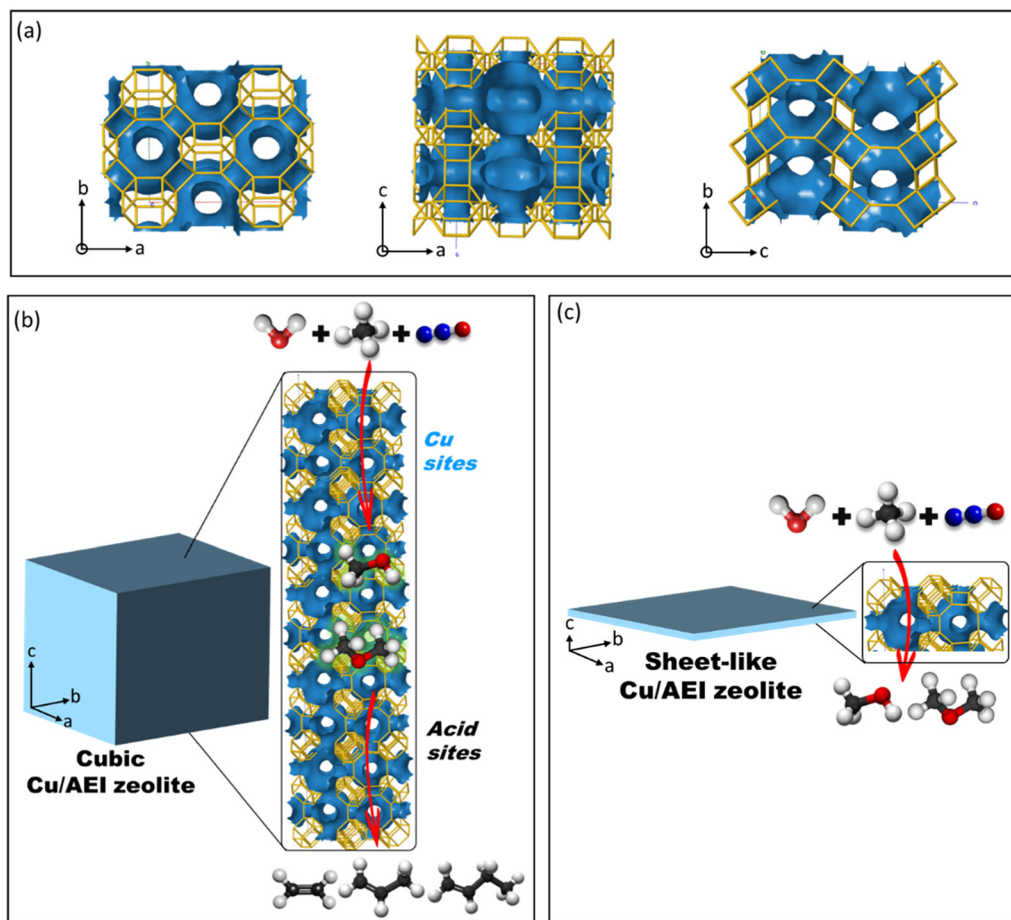 (a)
b
a
c
a
b
c
(b)
Cu
sites
c
b
a
Cubic
Cu/AEI zeolite
Acid
sites
(c)
c
b
a
Sheet-like
Cu/AEI zeolite